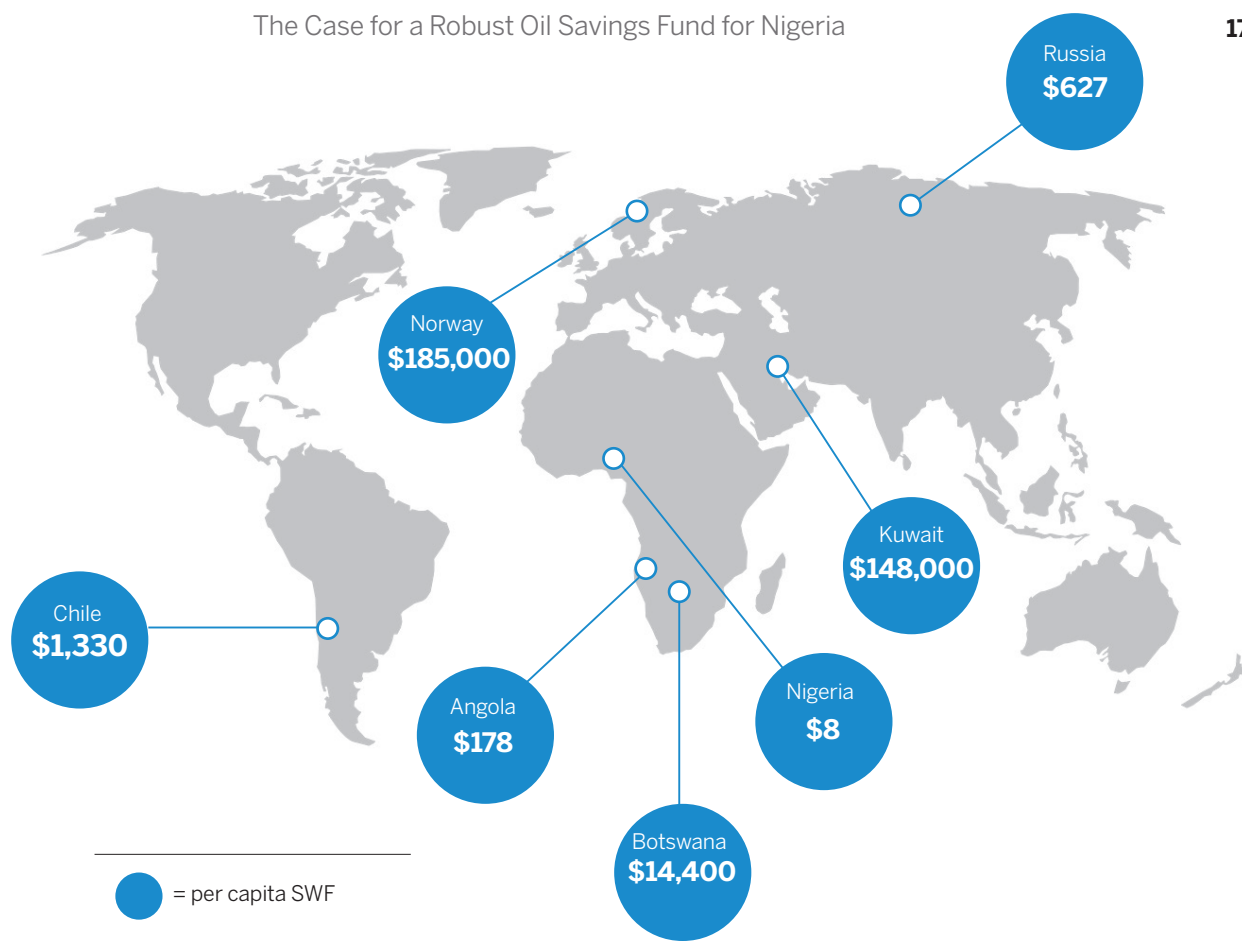 The Case for a Robust Oil Savings Fund for Nigeria
17
Russia
$627
Norway
$185,000
Kuwait
$148,000
Chile
$1,330
Angola
$178
Nigeria
$8
Botswana
$14,400
= per capita SWF